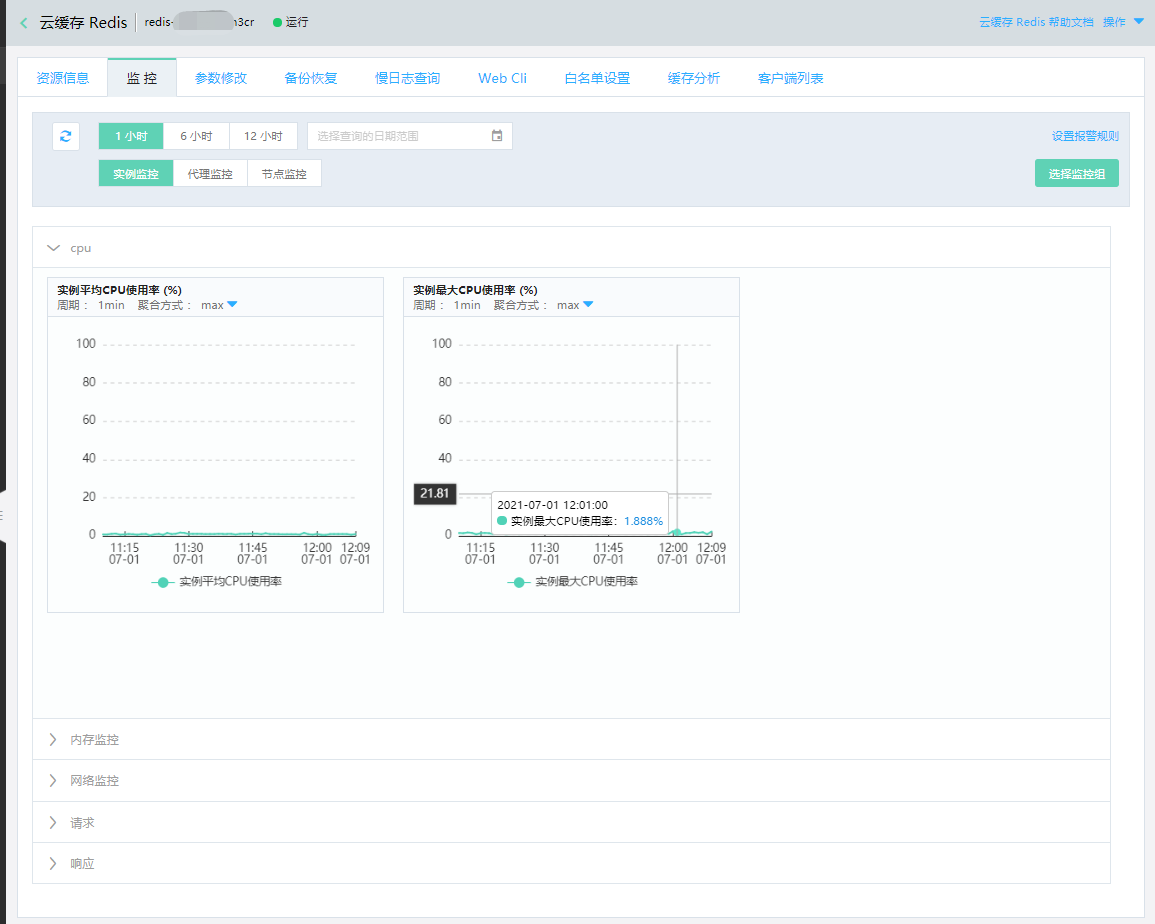 云缓存 Redis redis- n3cr 运行 云缓存 Redis 帮助文档 操作
资源信息 监 控 参数修改 备份恢复 慢日志查询 Web Cli 白名单设置 缓存分析 客户端列表
1 小时 6 小时 12 小时 选择查询的日期范围 设置报警规则
实例监控 代理监控 节点监控 选择监控组
cpu
实例平均CPU使用率 (%)
周期： 1min 聚合方式： max
100
80
60
40
20
0
11:15 11:30 11:45 12:00 12:09
07-01 07-01 07-01 07-01 07-01
实例平均CPU使用率
实例最大CPU使用率 (%)
周期： 1min 聚合方式： max
100
80
60
40
21.81
2021-07-01 12:01:00
实例最大CPU使用率: 1.888%
0
11:15 11:30 11:45 12:00 12:09
07-01 07-01 07-01 07-01 07-01
实例最大CPU使用率
内存监控
网络监控
请求
响应